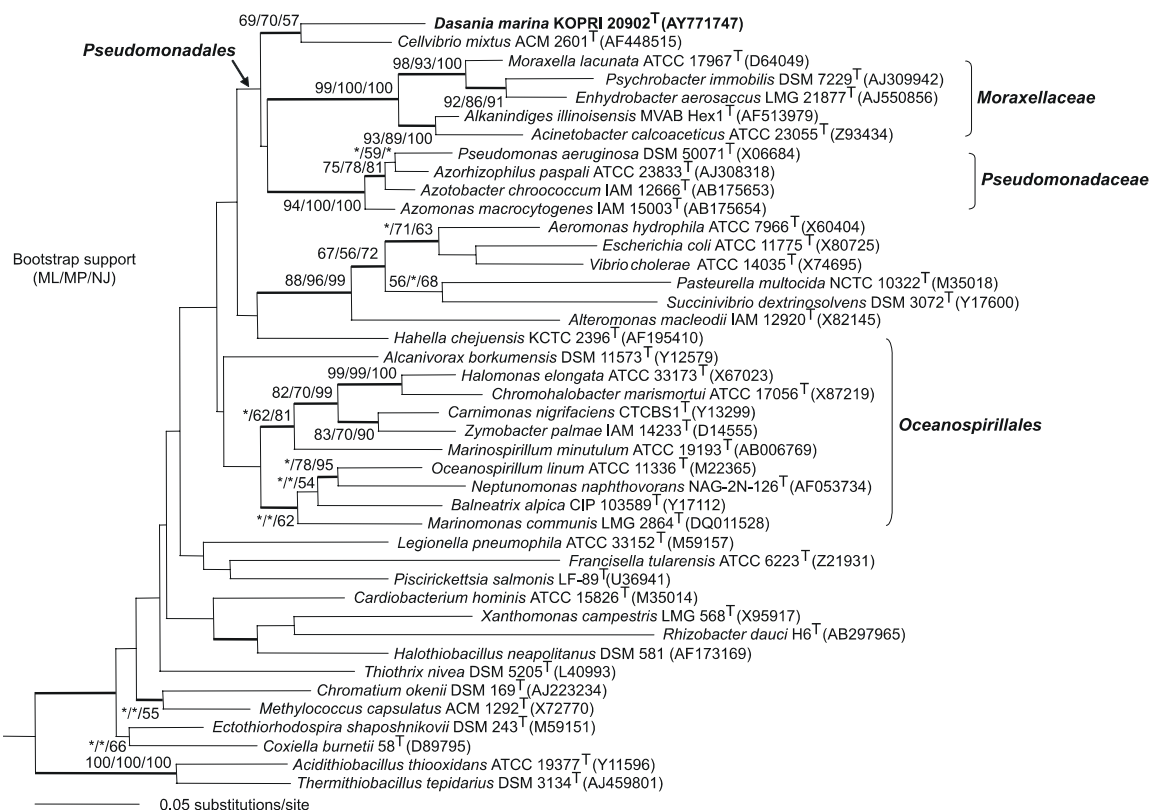 69/70/57
Dasania marina KOPRI 20902T(AY771747)
Cellvibrio mixtus ACM 2601T(AF448515)
Pseudomonadales
98/93/100
Moraxella lacunata ATCC 17967T(D64049)
Psychrobacter immobilis DSM 7229T(AJ309942)
99/100/100
92/86/91
Enhydrobacter aerosaccus LMG 21877T(AJ550856)
Moraxellaceae
Alkanindiges illinoisensis MVAB Hex1T(AF513979)
93/89/100
Acinetobacter calcoaceticus ATCC 23055T(Z93434)
*/59/*
Pseudomonas aeruginosa DSM 50071T(X06684)
75/78/81
Azorhizophilus paspali ATCC 23833T(AJ308318)
Pseudomonadaceae
Azotobacter chroococcum IAM 12666T(AB175653)
94/100/100
Azomonas macrocytogenes IAM 15003T(AB175654)
*/71/63
Aeromonas hydrophila ATCC 7966T(X60404)
67/56/72
Escherichia coli ATCC 11775T(X80725)
Bootstrap support
(ML/MP/NJ)
Vibrio cholerae ATCC 14035T(X74695)
88/96/99
56/*/68
Pasteurella multocida NCTC 10322T(M35018)
Succinivibrio dextrinosolvens DSM 3072T(Y17600)
Alteromonas macleodii IAM 12920T(X82145)
Hahella chejuensis KCTC 2396T(AF195410)
Alcanivorax borkumensis DSM 11573T(Y12579)
99/99/100
Halomonas elongata ATCC 33173T(X67023)
82/70/99
Chromohalobacter marismortui ATCC 17056T(X87219)
*/62/81
Carnimonas nigrifaciens CTCBS1T(Y13299)
Oceanospirillales
83/70/90
Zymobacter palmae IAM 14233T(D14555)
Marinospirillum minutulum ATCC 19193T(AB006769)
*/78/95
Oceanospirillum linum ATCC 11336T(M22365)
*/*/54
Neptunomonas naphthovorans NAG-2N-126T(AF053734)
Balneatrix alpica CIP 103589T(Y17112)
*/*/62
Marinomonas communis LMG 2864T(DQ011528)
Legionella pneumophila ATCC 33152T(M59157)
Francisella tularensis ATCC 6223T(Z21931)
Piscirickettsia salmonis LF-89T(U36941)
Cardiobacterium hominis ATCC 15826T(M35014)
Xanthomonas campestris LMG 568T(X95917)
Rhizobacter dauci H6T(AB297965)
Halothiobacillus neapolitanus DSM 581 (AF173169)
Thiothrix nivea DSM 5205T(L40993)
Chromatium okenii DSM 169T(AJ223234)
*/*/55
Methylococcus capsulatus ACM 1292T(X72770)
Ectothiorhodospira shaposhnikovii DSM 243T(M59151)
*/*/66
Coxiella burnetii 58T(D89795)
100/100/100
Acidithiobacillus thiooxidans ATCC 19377T(Y11596)
Thermithiobacillus tepidarius DSM 3134T(AJ459801)
0.05 substitutions/site